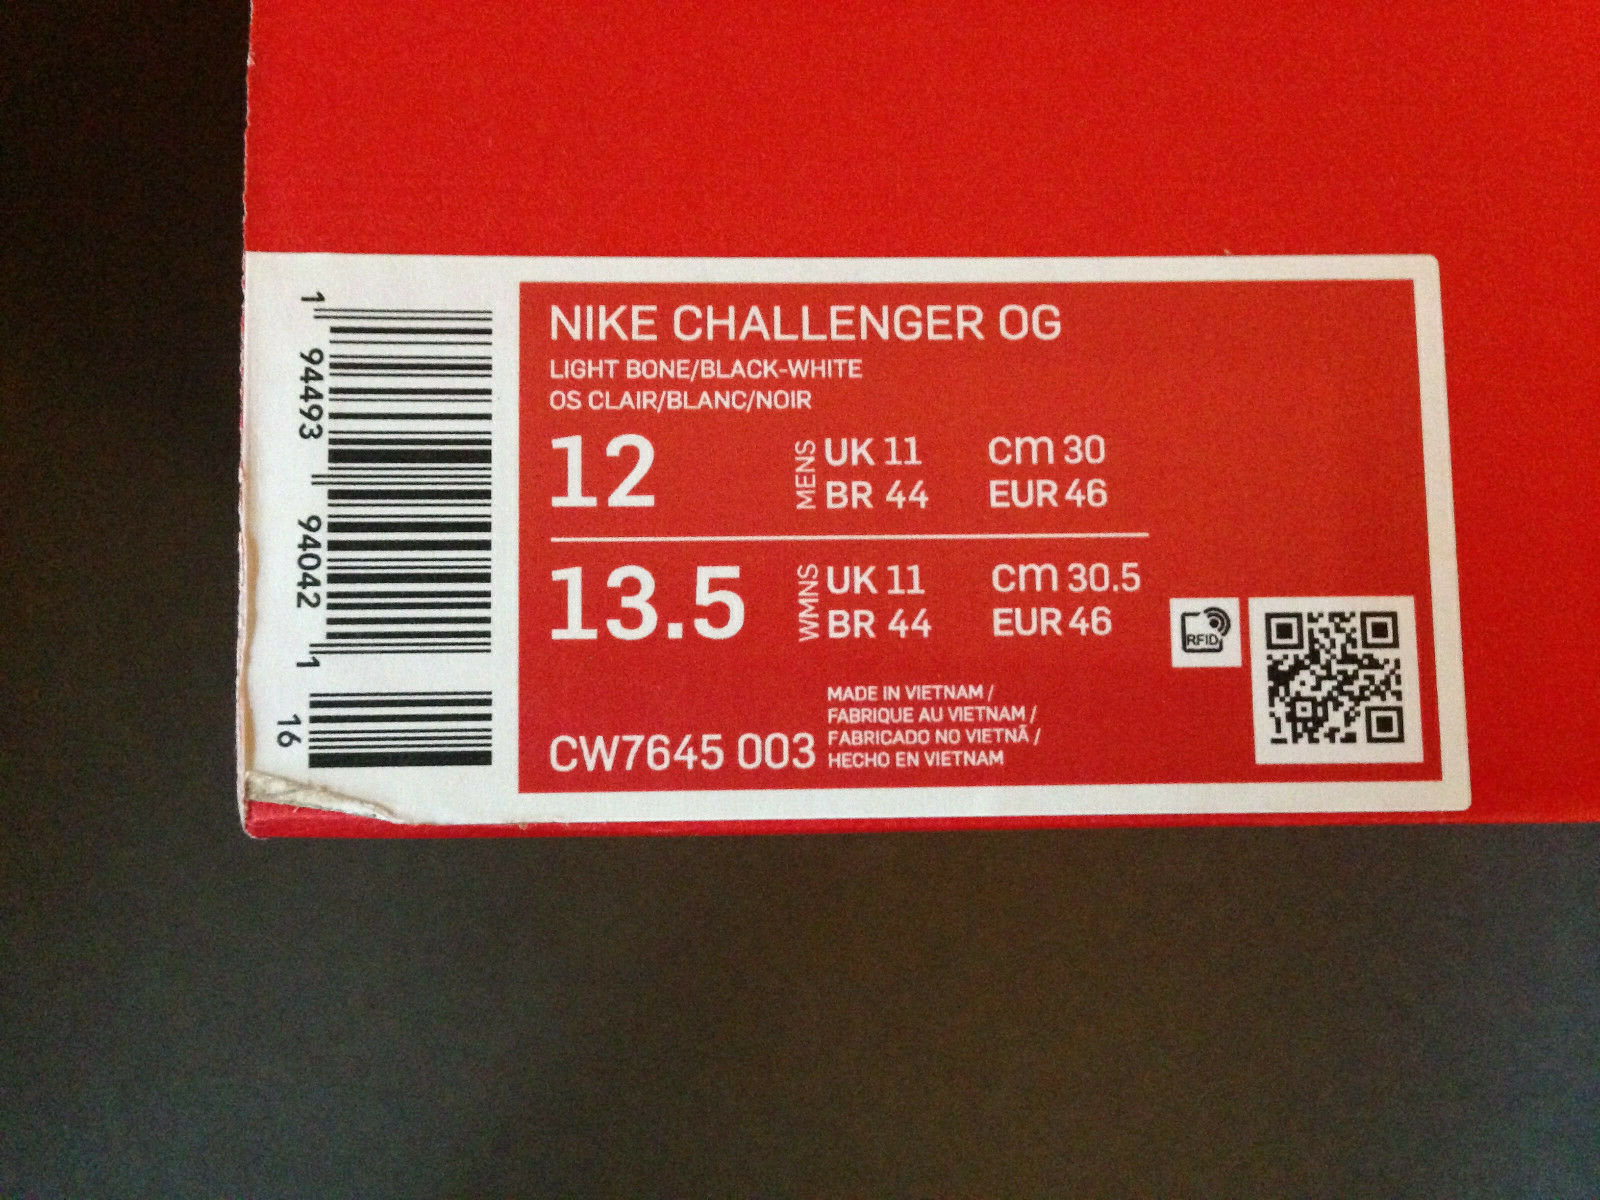 NIKE CHALLENGER OG
LIGHT BONE/BLACK-WHITE
OS CLAIR/BLANC/NOIR
12
MENS
UK 11 cm 30
BR 44 EUR 46
13.5
WMNS
UK 11 cm 30.5
BR 44 EUR 46
MADE IN VIETNAM /
FABRIQUE AU VIETNAM /
FABRICADO NO VIETNÃ /
HECHO EN VIETNAM
CW7645 003
RFID
1 94493 94042 1
16